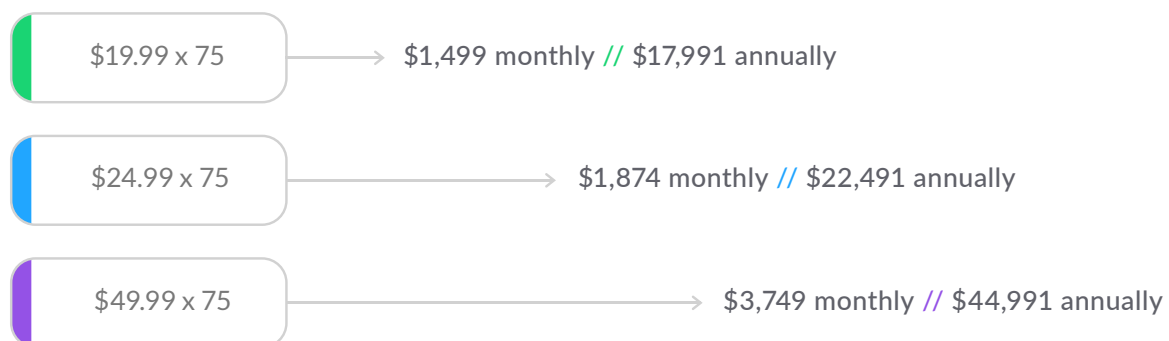 $19.99 x 75 $1,499 monthly // $17,991 annually
$24.99 x 75 $1,874 monthly // $22,491 annually
$49.99 x 75 $3,749 monthly // $44,991 annually